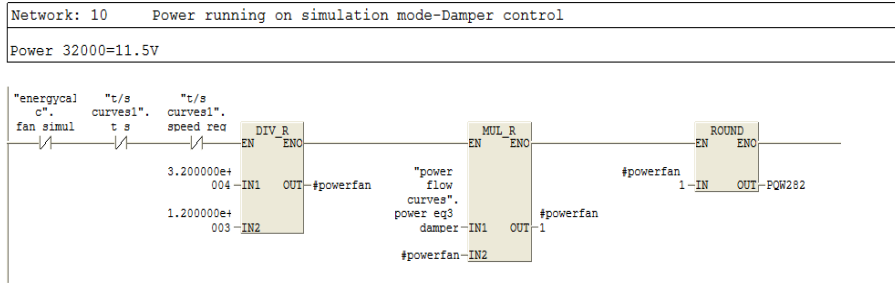 Network: 10 Power running on simulation mode-Damper control
Power 32000=11.5V
"energycal
c".
fan simul
"t/s
curves1".
t s
"t/s
curves1".
speed req
DIV_R
EN ENO
3.200000e+
004
IN1 OUT
#powerfan
1.200000e+
003
IN2
MUL_R
EN ENO
"power
flow
curves".
power eq3
damper
IN1 OUT
#powerfan
1
#powerfan
IN2
ROUND
EN ENO
#powerfan
1
IN OUT
PQW282